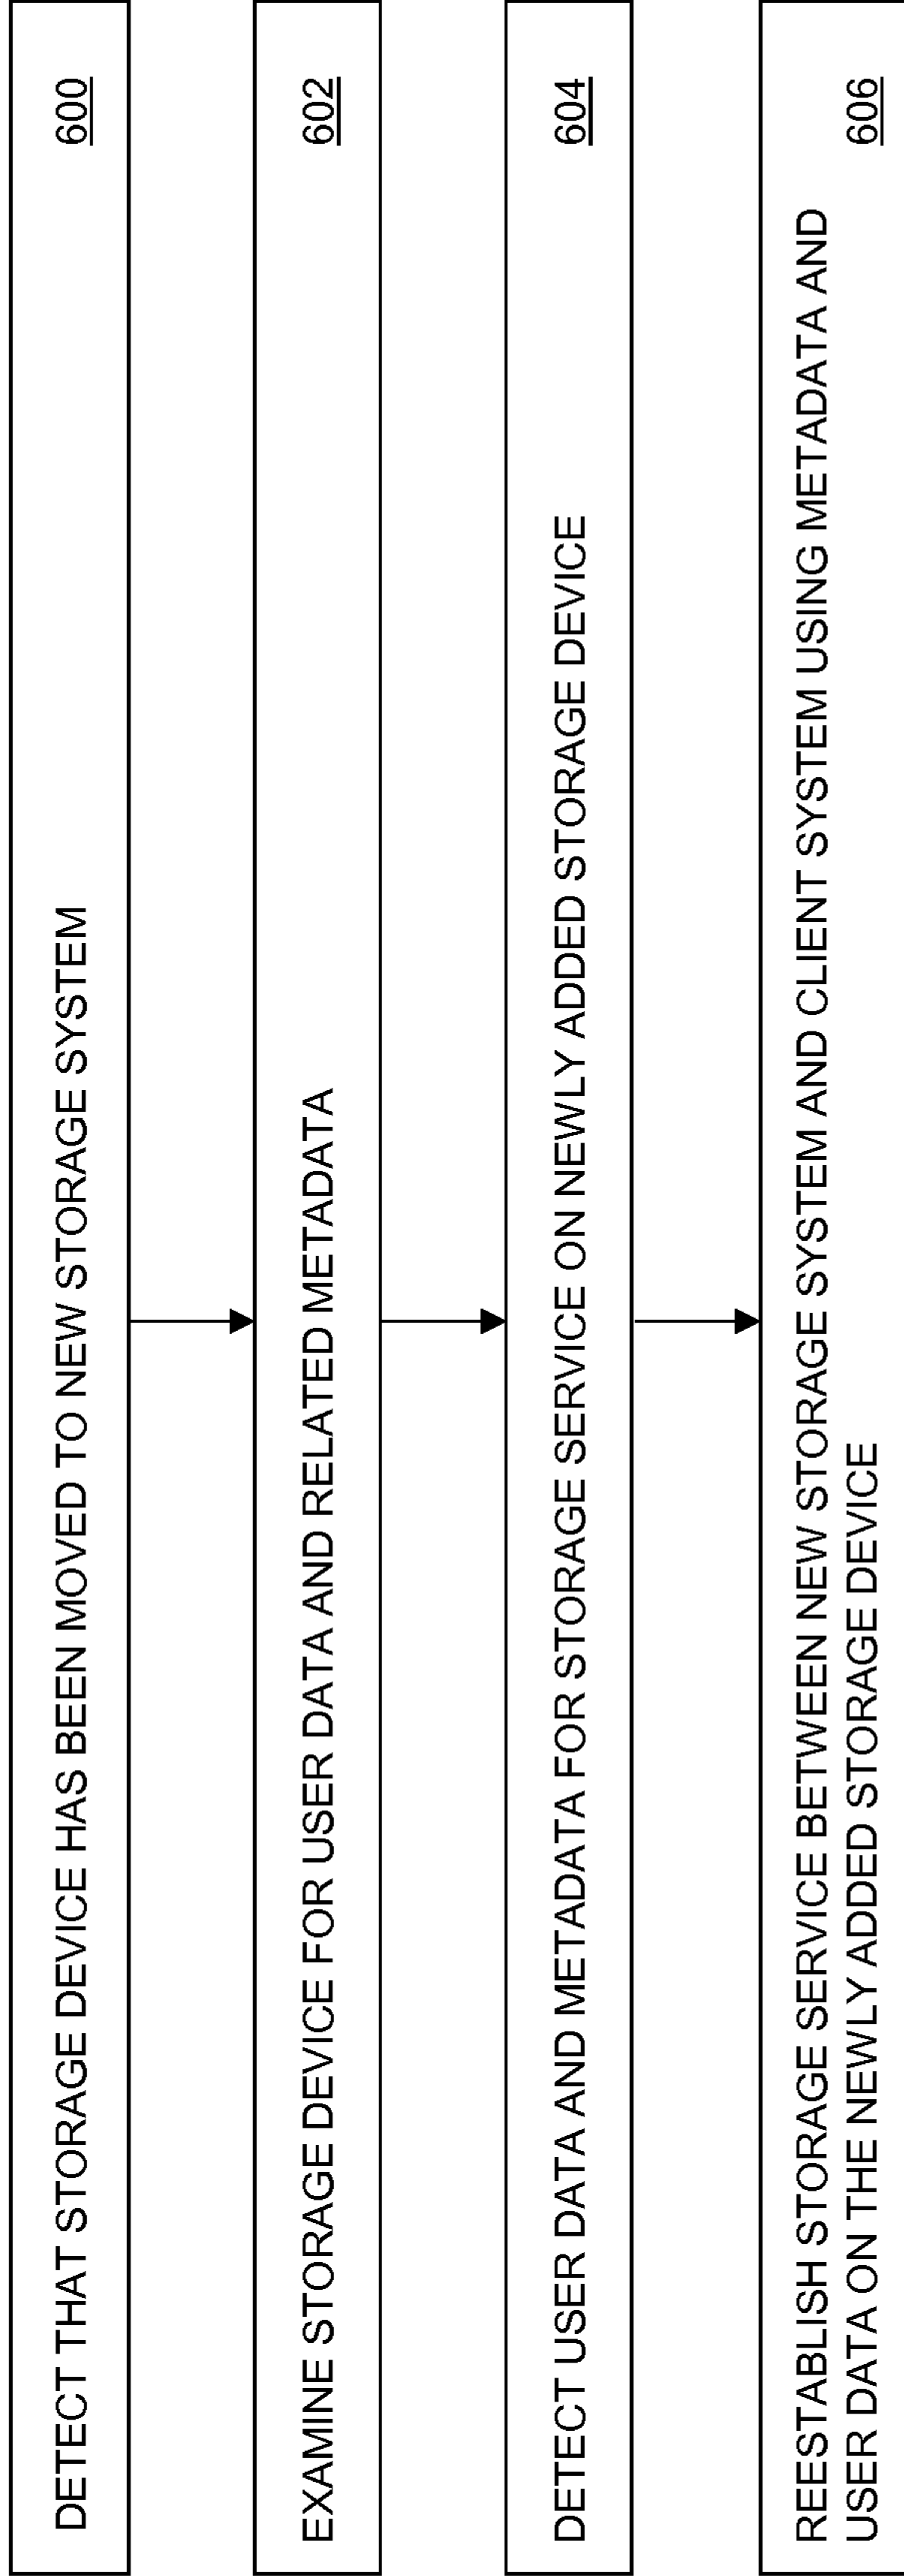 DETECT THAT STORAGE DEVICE HAS BEEN MOVED TO NEW STORAGE SYSTEM 600
EXAMINE STORAGE DEVICE FOR USER DATA AND RELATED METADATA 602
DETECT USER DATA AND METADATA FOR STORAGE SERVICE ON NEWLY ADDED STORAGE DEVICE 604
REESTABLISH STORAGE SERVICE BETWEEN NEW STORAGE SYSTEM AND CLIENT SYSTEM USING METADATA AND
USER DATA ON THE NEWLY ADDED STORAGE DEVICE 606